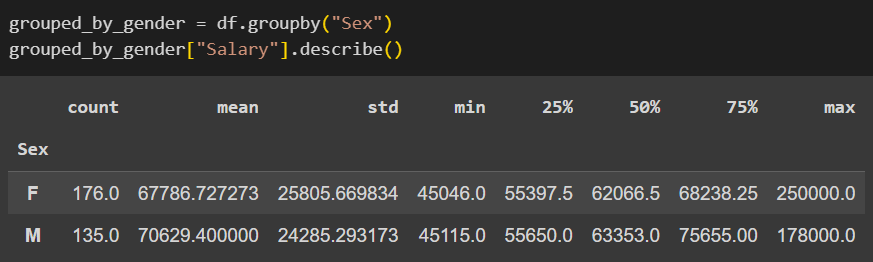 grouped_by_gender = df.groupby("Sex")
grouped_by_gender["Salary"].describe()
count mean std min 25% 50% 75% max
Sex
F 176.0 67786.727273 25805.669834 45046.0 55397.5 62066.5 68238.25 250000.0
M 135.0 70629.400000 24285.293173 45115.0 55650.0 63353.0 75655.00 178000.0